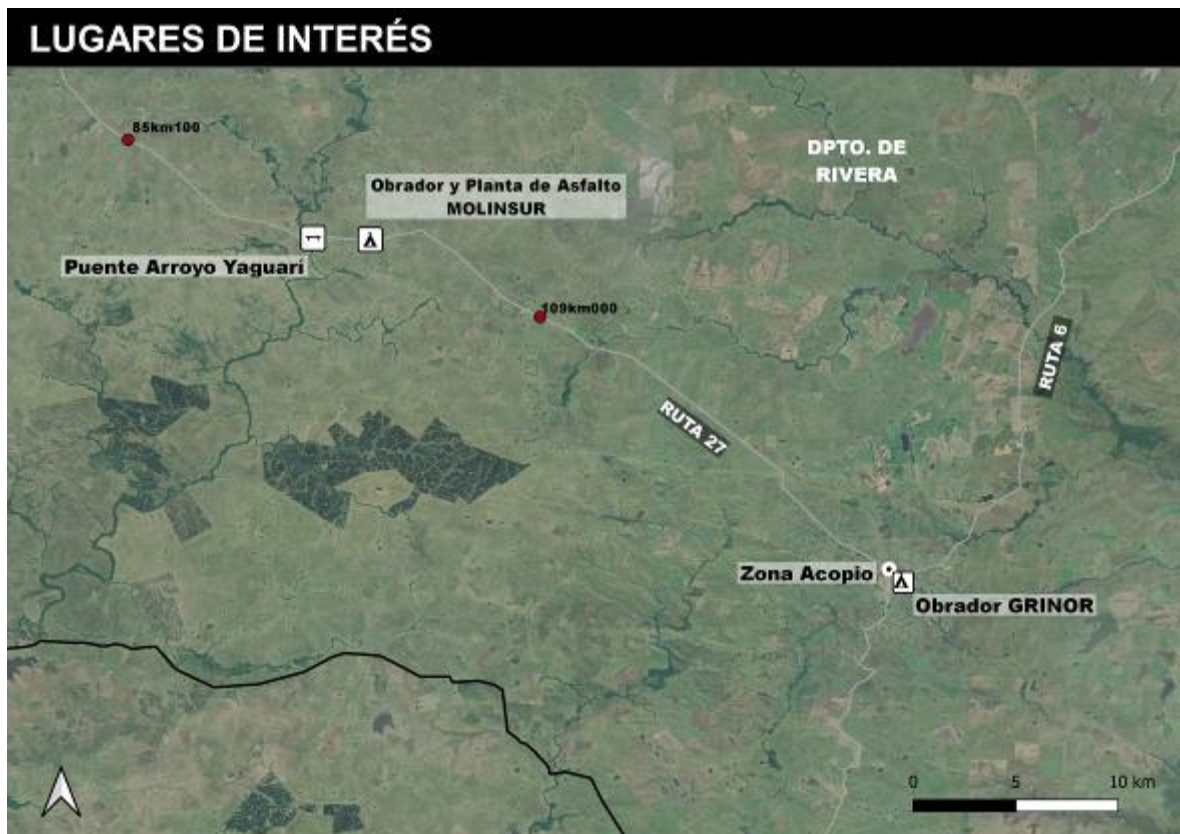 LUGARES DE INTERÉS
85km100
DPTO. DE
RIVERA
Obrador y Planta de Asfalto
MOLINSUR
Puente Arroyo Yaguarí
109km000
RUTA 6
RUTA 27
Zona Acopio
Obrador GRINOR
0 5 10 km